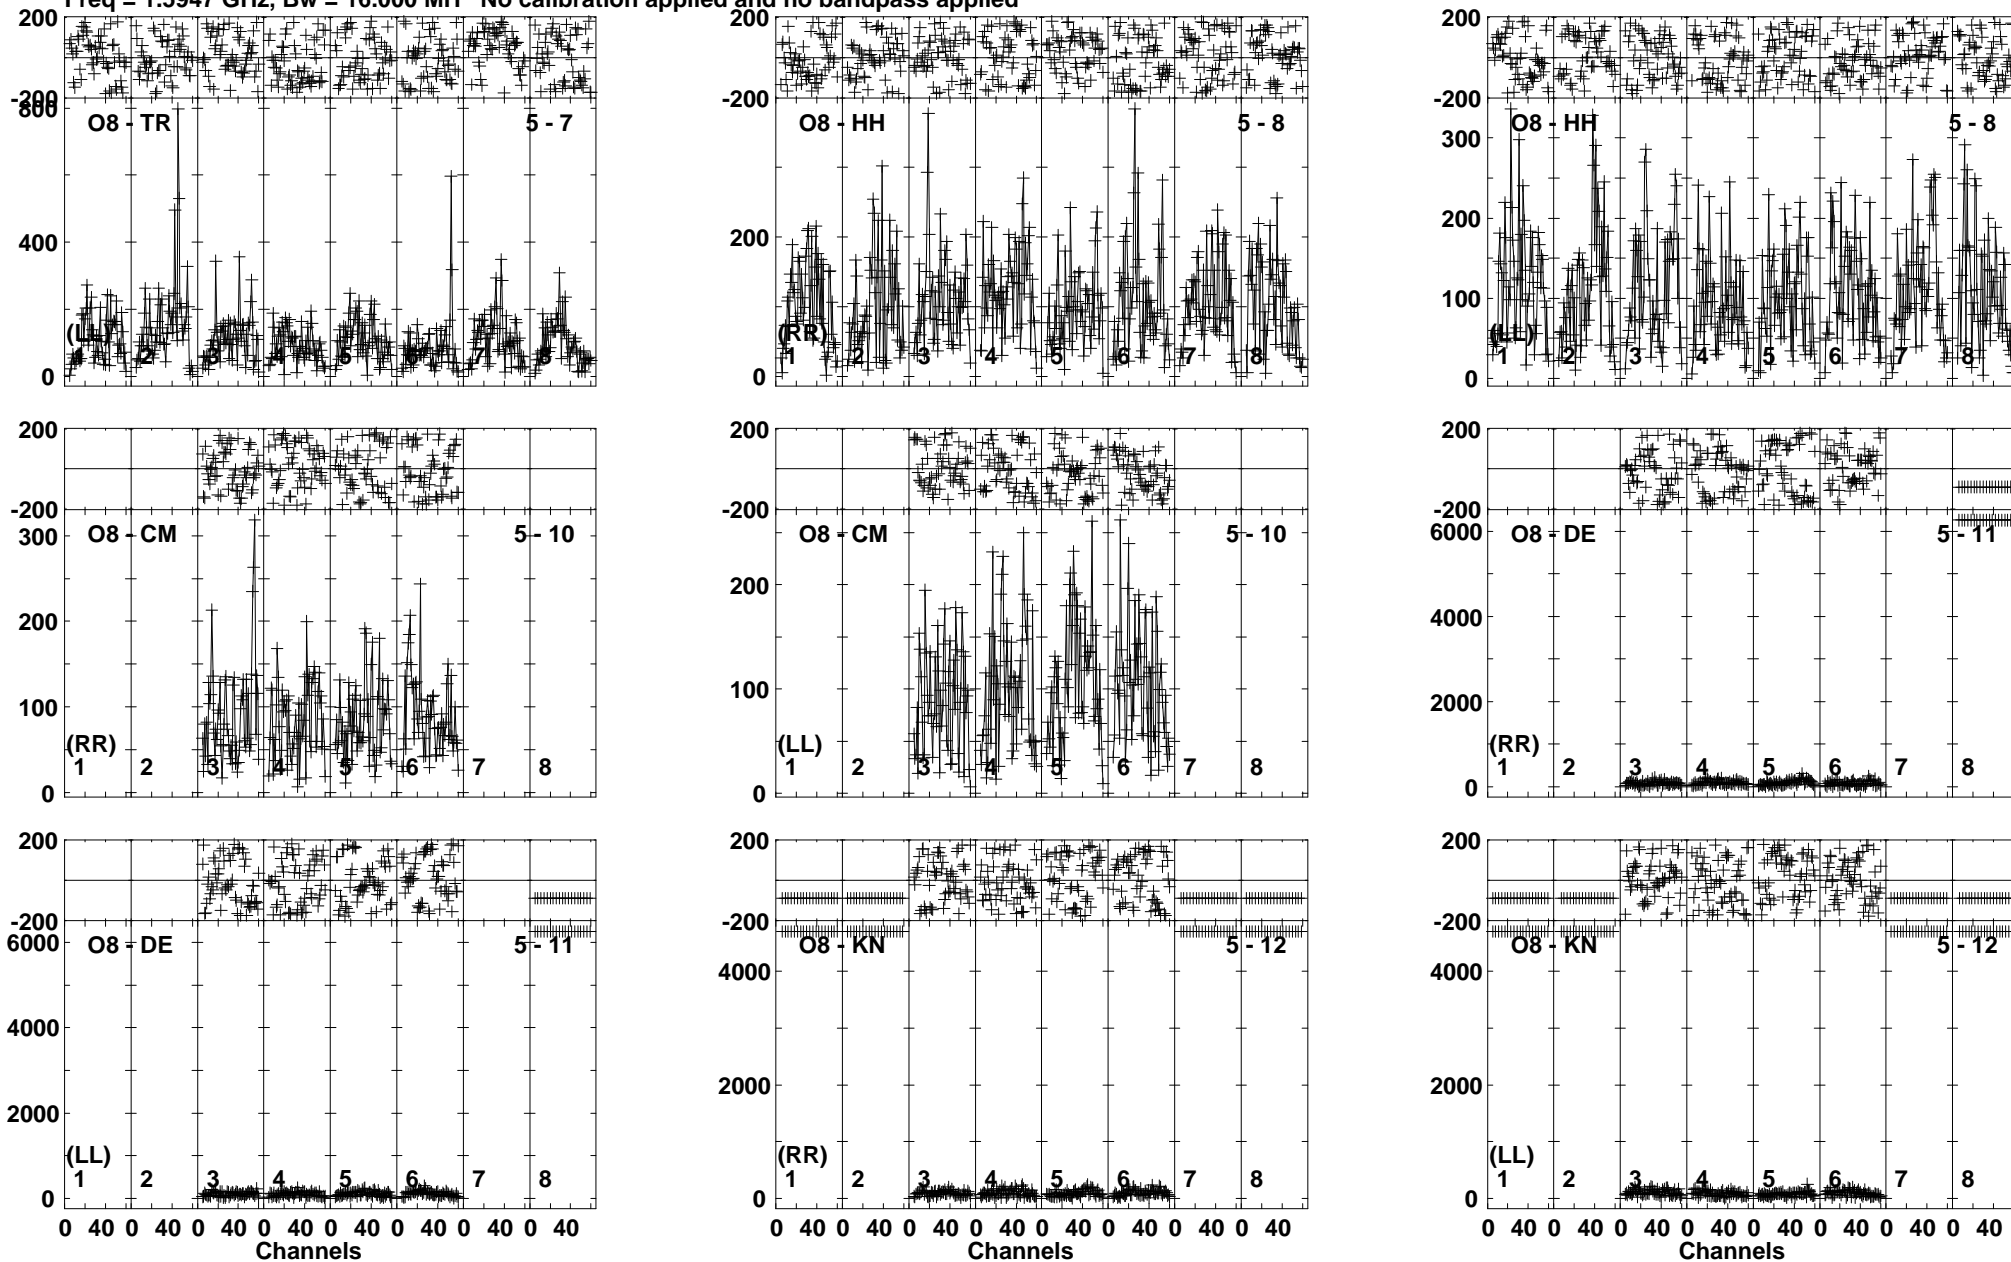 Freq = 1.5947 GHz, Bw = 16.000 MH No calibration applied and no bandpass applied
200 200 200
-200 -200 -200
800 O8 - TR 5 - 7 O8 - HH 5 - 8 300 O8 - HH 5 - 8
400 200 200
100
(LL) (RR) (LL)
1 2 3 4 5 6 7 8 1 2 3 4 5 6 7 8 1 2 3 4 5 6 7 8
0 0 0
200 200 200
-200 -200 -200
300 O8 - CM 5 - 10 O8 - CM 5 - 10 6000 O8 - DE 5 - 11
200 200 4000
100 100 2000
(RR) (LL) (RR)
1 2 3 4 5 6 7 8 1 2 3 4 5 6 7 8 1 2 3 4 5 6 7 8
0 0 0
200 200 200
-200 -200 -200
6000 O8 - DE 5 - 11 O8 - KN 5 - 12 O8 - KN 5 - 12
4000 4000 4000
2000 2000 2000
(LL) (RR) (LL)
1 2 3 4 5 6 7 8 1 2 3 4 5 6 7 8 1 2 3 4 5 6 7 8
0 0 0
0 40 0 40 0 40 0 40 0 40 0 40 0 40 0 40 0 40 0 40 0 40 0 40 0 40 0 40 0 40 0 40 0 40 0 40 0 40 0 40 0 40 0 40 0 40 0 40
Channels Channels Channels